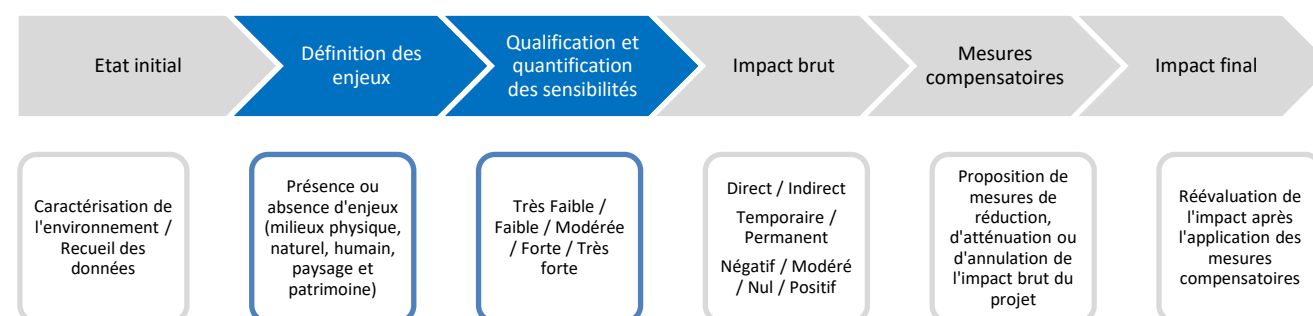 Etat initial
Définition des
enjeux
Qualification et
quantification
des sensibilités
Impact brut
Mesures
compensatoires
Impact final
Caractérisation de
l'environnement /
Recueil des
données
Présence ou
absence d'enjeux
(milieux physique,
naturel, humain,
paysage et
patrimoine)
Très Faible /
Faible / Modérée
/ Forte / Très
forte
Direct / Indirect
Temporaire /
Permanent
Négatif / Modéré
/ Nul / Positif
Proposition de
mesures de
réduction,
d'atténuation ou
d'annulation de
l'impact brut du
projet
Réévaluation de
l'impact après
l'application des
mesures
compensatoires